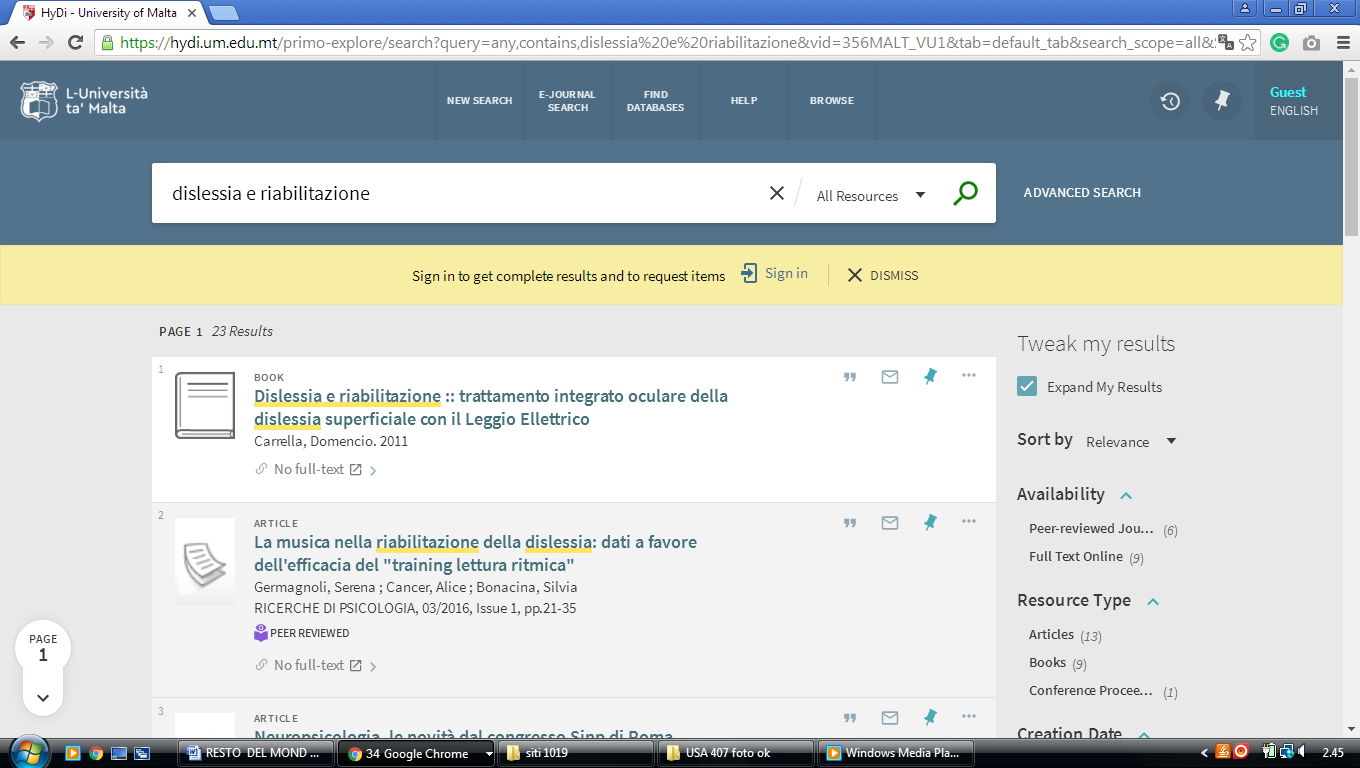 HyDi - University of Malta
https://hydi.um.edu.mt/primo-explore/search?query=any,contains,dislessia%20e%20riabilitazione&vid=356MALT_VU1&tab=default_tab&search_scope=all&
L-Università
ta' Malta
NEW SEARCH
E-JOURNAL
SEARCH
FIND
DATABASES
HELP
BROWSE
Guest
ENGLISH
dislessia e riabilitazione
All Resources
ADVANCED SEARCH
Sign in to get complete results and to request items
Sign in
DISMISS
PAGE 1 23 Results
1
BOOK
Dislessia e riabilitazione :: trattamento integrato oculare della
dislessia superficiale con il Leggio Ellettrico
Carrella, Domencio. 2011
No full-text
2
ARTICLE
La musica nella riabilitazione della dislessia: dati a favore
dell'efficacia del "training lettura ritmica"
Germagnoli, Serena ; Cancer, Alice ; Bonacina, Silvia
RICERCHE DI PSICOLOGIA, 03/2016, Issue 1, pp.21-35
PEER REVIEWED
No full-text
3
ARTICLE
Neuropsicologia, le novità dal congresso Sinp di Roma
Tweak my results
Expand My Results
Sort by Relevance
Availability
Peer-reviewed Jou... (6)
Full Text Online (9)
Resource Type
Articles (13)
Books (9)
Conference Procee... (1)
Creation Date
PAGE
1
RESTO DEL MOND ...
34 Google Chrome
siti 1019
USA 407 foto ok
Windows Media Pla...
2.45